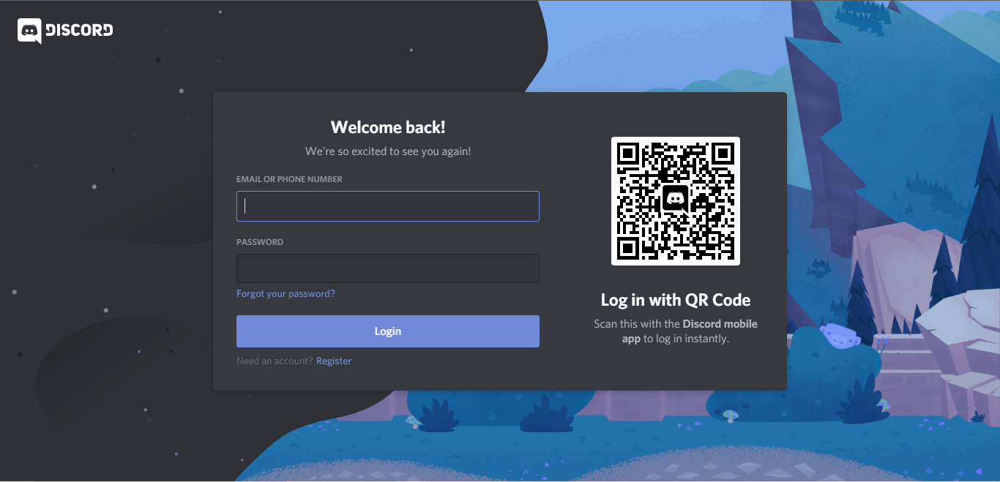 DISCORD
Welcome back!
We're so excited to see you again!
EMAIL OR PHONE NUMBER
PASSWORD
Forgot your password?
Login
Need an account? Register
Log in with QR Code
Scan this with the Discord mobile
app to log in instantly.